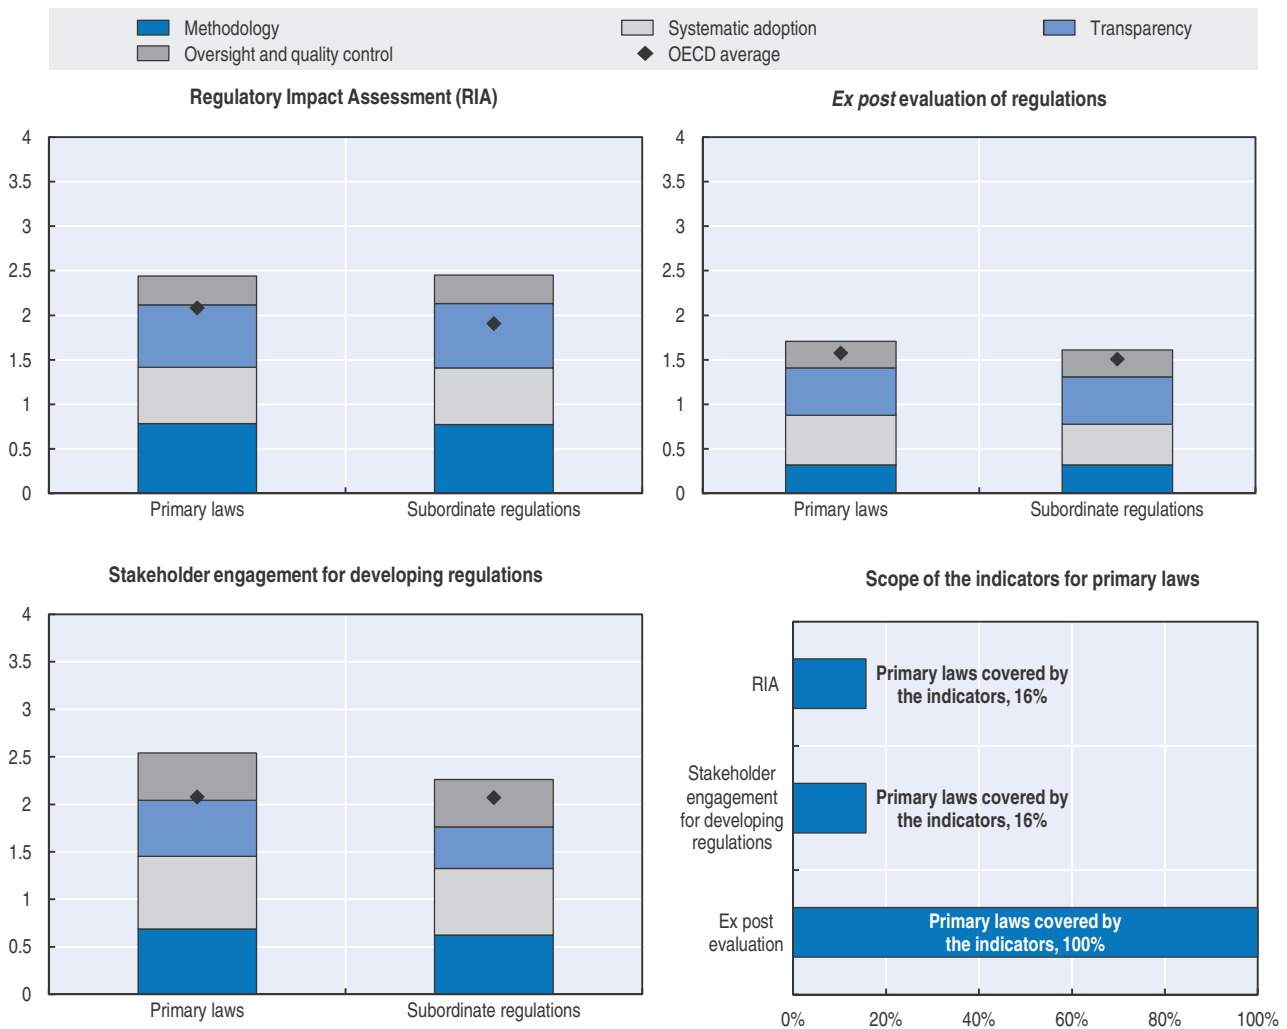 Methodology
Systematic adoption
Transparency
Oversight and quality control
OECD average
Regulatory Impact Assessment (RIA)
4
3.5
3
2.5
2
1.5
1
0.5
0
Primary laws
Subordinate regulations
Ex post evaluation of regulations
4
3.5
3
2.5
2
1.5
1
0.5
0
Primary laws
Subordinate regulations
Stakeholder engagement for developing regulations
4
3.5
3
2.5
2
1.5
1
0.5
0
Primary laws
Subordinate regulations
Scope of the indicators for primary laws
RIA
Primary laws covered by
the indicators, 16%
Stakeholder
engagement
for developing
regulations
Primary laws covered by
the indicators, 16%
Ex post
evaluation
Primary laws covered by
the indicators, 100%
0%
20%
40%
60%
80%
100%